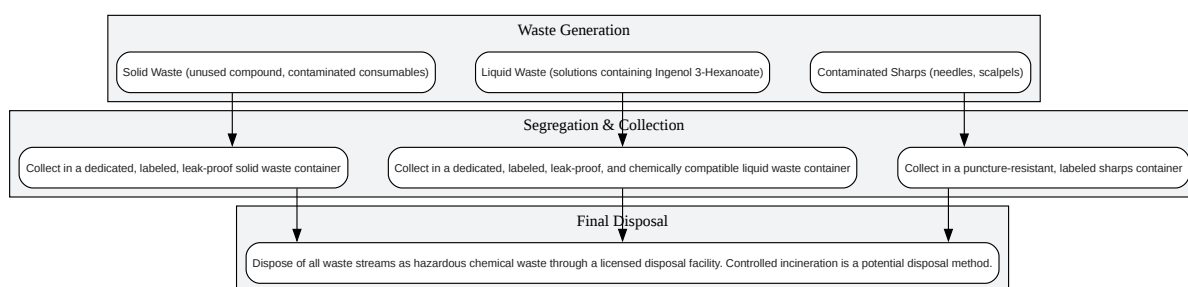 Waste Generation
Solid Waste (unused compound, contaminated consumables)
Liquid Waste (solutions containing Ingenol 3-Hexanoate)
Contaminated Sharps (needles, scalpels)
Segregation & Collection
Collect in a dedicated, labeled, leak-proof solid waste container
Collect in a dedicated, labeled, leak-proof, and chemically compatible liquid waste container
Collect in a puncture-resistant, labeled sharps container
Final Disposal
Dispose of all waste streams as hazardous chemical waste through a licensed disposal facility. Controlled incineration is a potential disposal method.